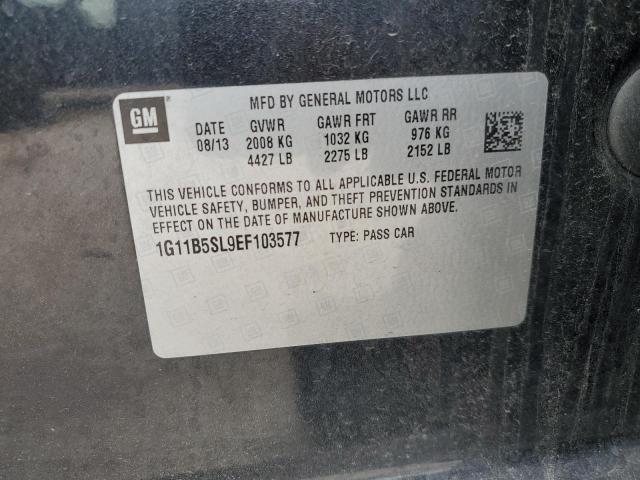 GM
MFD BY GENERAL MOTORS LLC
DATE GVWR GAWR FRT GAWR RR
08/13 2008 KG 1032 KG 976 KG
4427 LB 2275 LB 2152 LB
THIS VEHICLE CONFORMS TO ALL APPLICABLE U.S. FEDERAL MOTOR
VEHICLE SAFETY, BUMPER, AND THEFT PREVENTION STANDARDS IN
EFFECT ON THE DATE OF MANUFACTURE SHOWN ABOVE.
1G11B5SL9EF103577 TYPE: PASS CAR